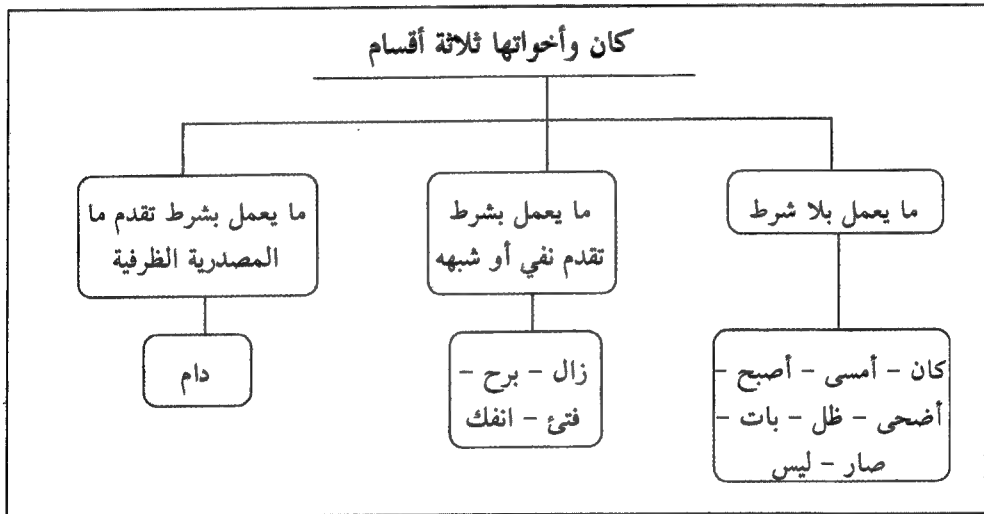 كان وأخواتها ثلاثة أقسام
ما يعمل بلا شرط
ما يعمل بشرط
تقدم نفي أو شبهه
ما يعمل بشرط تقدم ما
المصدرية الظرفية
كان – أمسى – أصبح –
أضحى – ظل – بات –
صار – ليس
زال – برح –
فتئ – انفك
دام